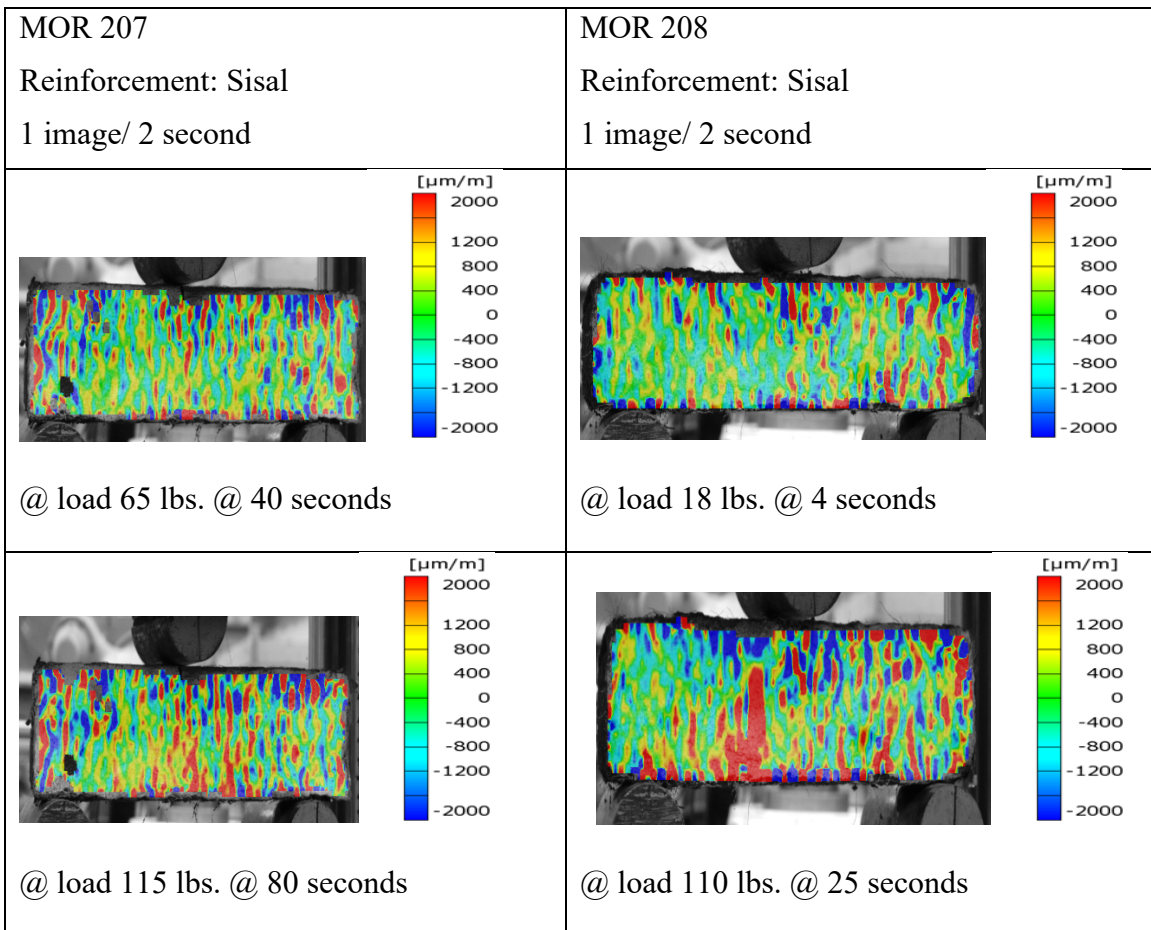 MOR 207
Reinforcement: Sisal
1 image/ 2 second
MOR 208
Reinforcement: Sisal
1 image/ 2 second
[µm/m]
2000
1200
800
400
0
-400
-800
-1200
-2000
@ load 65 lbs. @ 40 seconds
[µm/m]
2000
1200
800
400
0
-400
-800
-1200
-2000
@ load 18 lbs. @ 4 seconds
[µm/m]
2000
1200
800
400
0
-400
-800
-1200
-2000
@ load 115 lbs. @ 80 seconds
[µm/m]
2000
1200
800
400
0
-400
-800
-1200
-2000
@ load 110 lbs. @ 25 seconds